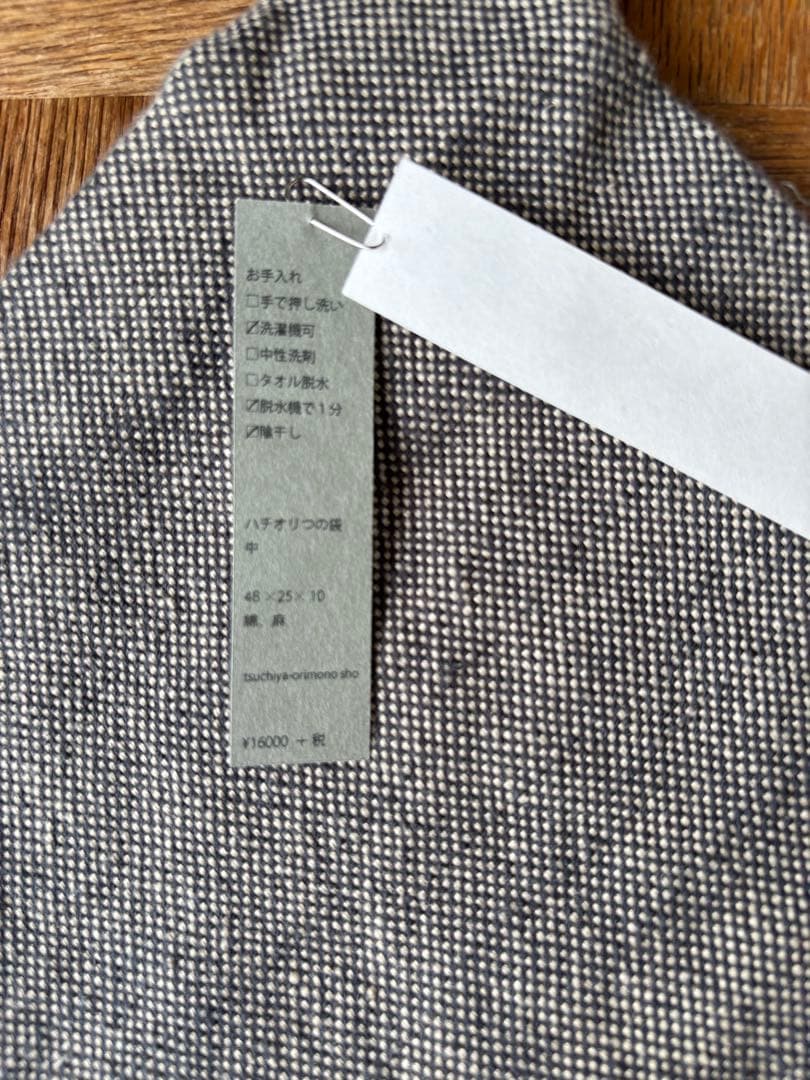 お手入れ
□手で押し洗い
☑洗濯機可
□中性洗剤
□タオル脱水
☑脱水機で1分
☑陰干し
ハチオリつの袋
中
48×25×10
綿、麻
tsuchiya-orimono sho
¥16000 +税